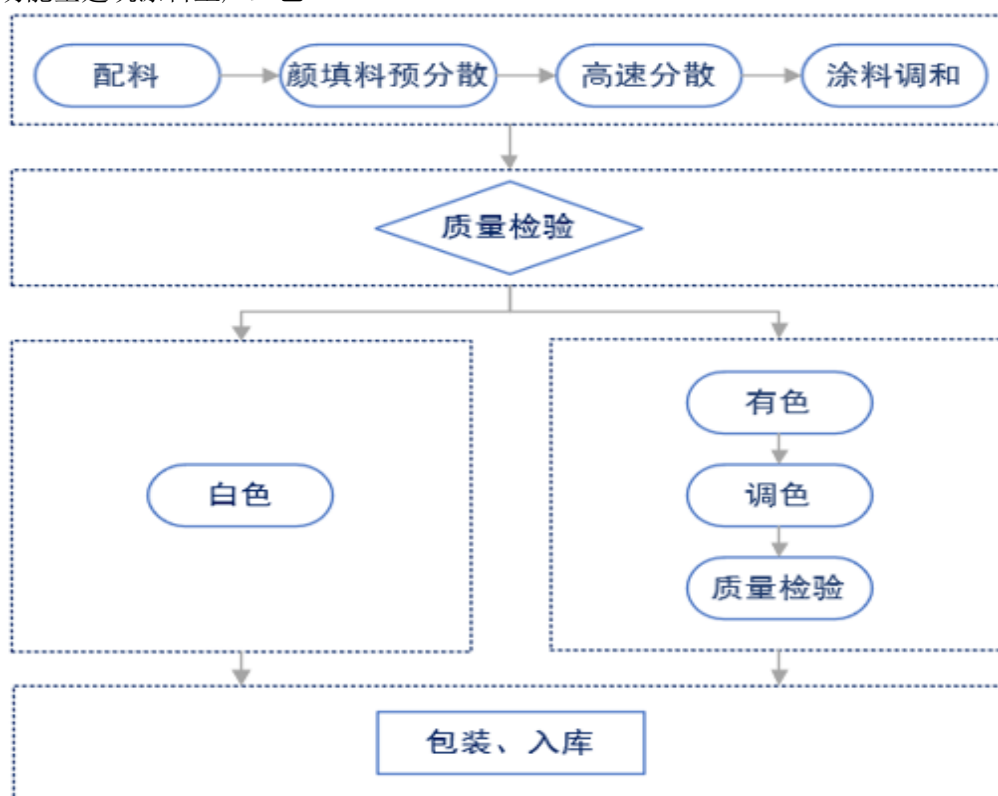 配料
颜填料预分散
高速分散
涂料调和
质量检验
白色
有色
调色
质量检验
包装、入库